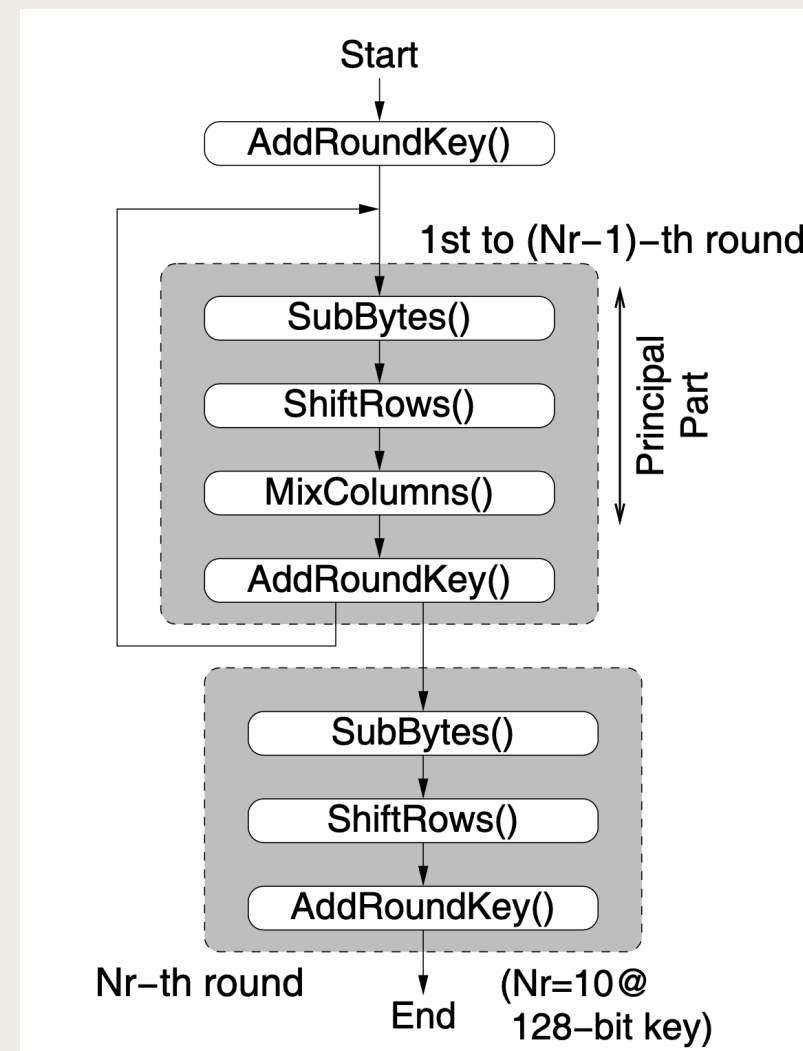 Start
AddRoundKey()
1st to (Nr−1)−th round
SubBytes()
ShiftRows()
MixColumns()
AddRoundKey()
Principal
Part
SubBytes()
ShiftRows()
AddRoundKey()
Nr−th round
End
(Nr=10@
128−bit key)